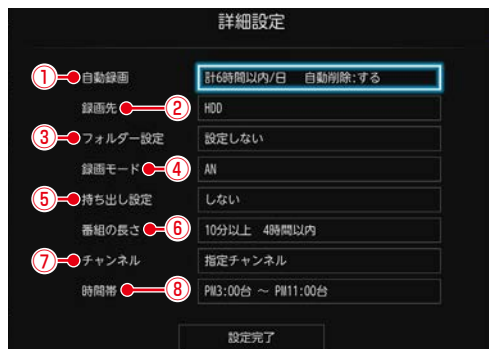 詳細設定
① 自動録画 計6時間以内/日 自動削除:する
録画先 ② HDD
③ フォルダー設定 設定しない
録画モード ④ AN
⑤ 持ち出し設定 しない
番組の長さ ⑥ 10分以上 4時間以内
⑦ チャンネル 指定チャンネル
時間帯 ⑧ PM3:00台 ~ PM11:00台
設定完了